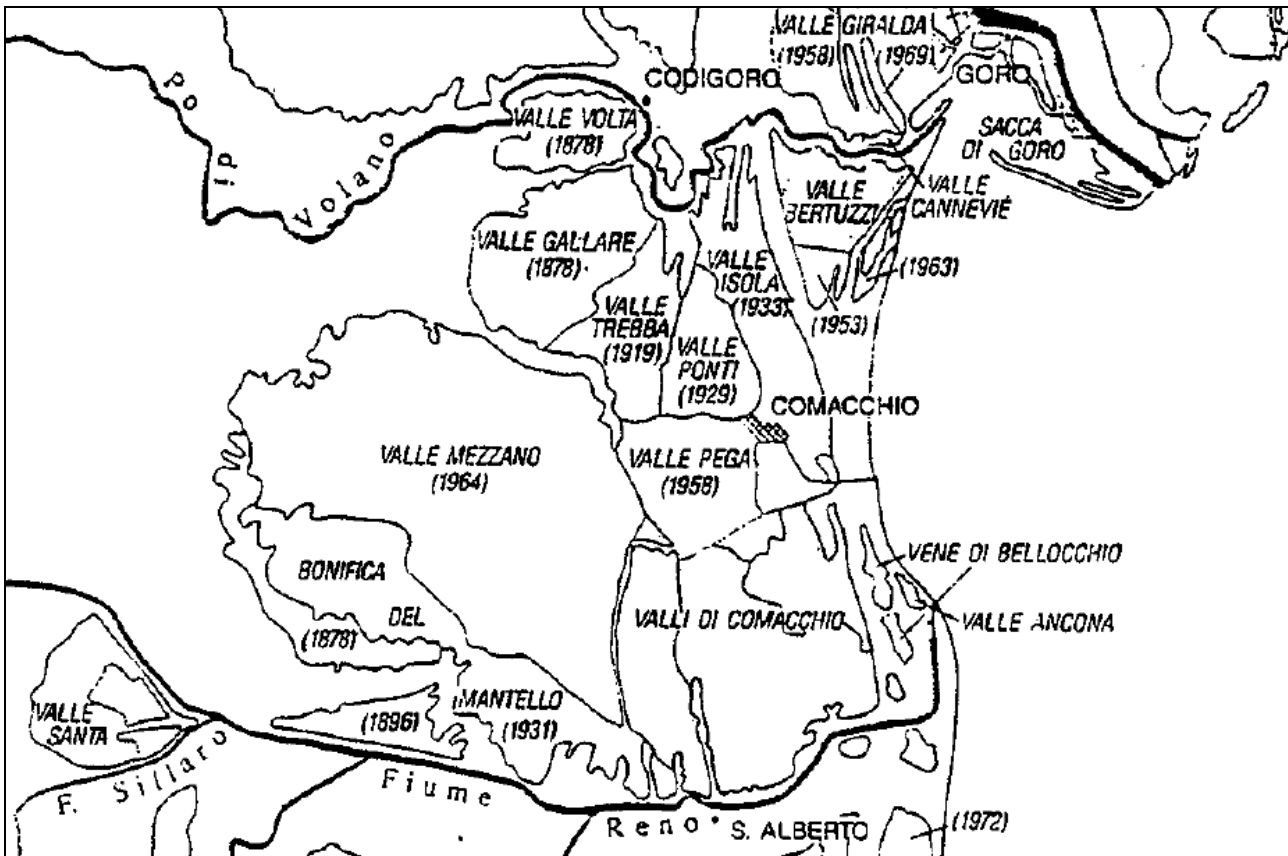 VALLE GIRALDA
(1958) (1969)
CODIGORO
GORO
Po
di
Volano
VALLE VOLTA
(1878)
SACCA
DI GORO
VALLE
BERTUZZI
VALLE
CANNEVIÉ
VALLE GALLARE
(1878)
VALLE
ISOLA
(1933)
(1963)
(1953)
VALLE
TREBBA
(1919)
VALLE
PONTI
(1929)
COMACCHIO
VALLE MEZZANO
(1964)
VALLE PEGA
(1958)
BONIFICA
DEL
(1878)
MANTELLO
(1931)
(1896)
VENE DI BELLOCCHIO
VALLE ANCONA
VALLI DI COMACCHIO
VALLE
SANTA
F. Sillaro
Fiume
Reno
S. ALBERTO
(1972)